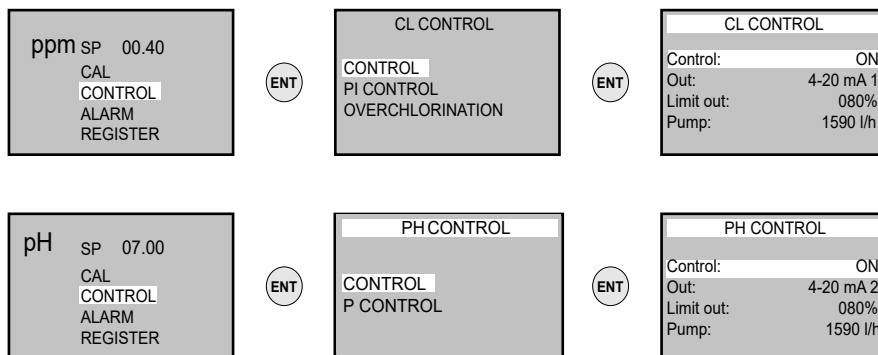 ppm SP 00.40
CAL
CONTROL
ALARM
REGISTER
ENT
CL CONTROL
CONTROL
PI CONTROL
OVERCHLORINATION
ENT
CL CONTROL
Control: ON
Out: 4-20 mA 1
Limit out: 080%
Pump: 1590 l/h
pH SP 07.00
CAL
CONTROL
ALARM
REGISTER
ENT
PH CONTROL
CONTROL
P CONTROL
ENT
PH CONTROL
Control: ON
Out: 4-20 mA 2
Limit out: 080%
Pump: 1590 l/h